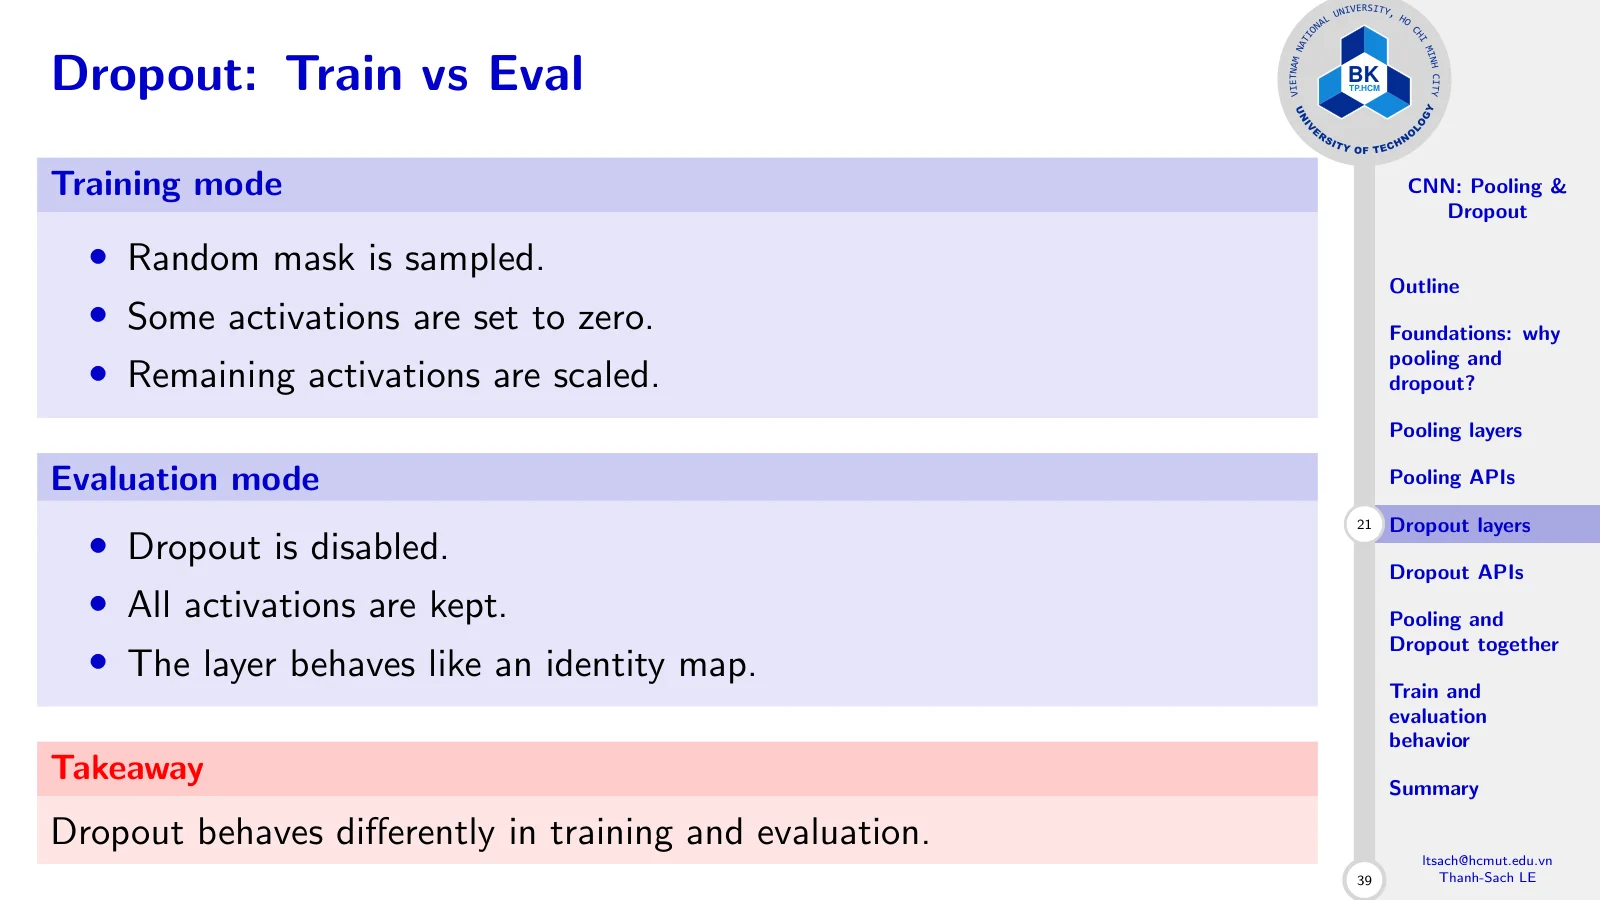 Dropout: Train vs Eval
Training mode
• Random mask is sampled.
• Some activations are set to zero.
• Remaining activations are scaled.
Evaluation mode
• Dropout is disabled.
• All activations are kept.
• The layer behaves like an identity map.
Takeaway
Dropout behaves differently in training and evaluation.
VIETNAM NATIONAL UNIVERSITY, HO CHI MINH CITY
BK
TP.HCM
UNIVERSITY OF TECHNOLOGY
CNN: Pooling &
Dropout
Outline
Foundations: why
pooling and
dropout?
Pooling layers
Pooling APIs
21
Dropout layers
Dropout APIs
Pooling and
Dropout together
Train and
evaluation
behavior
Summary
ltsach@hcmut.edu.vn
Thanh-Sach LE
39